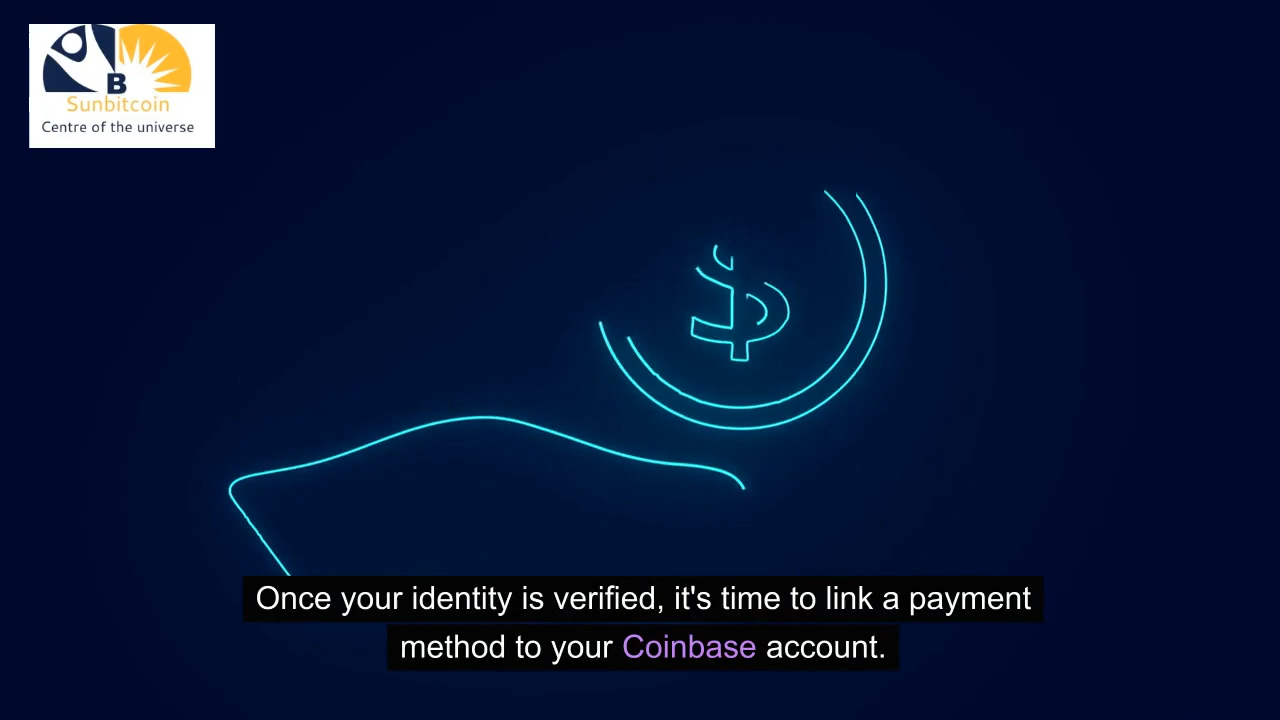 B
Sunbitcoin
Centre of the universe
$
Once your identity is verified, it's time to link a payment
method to your Coinbase account.